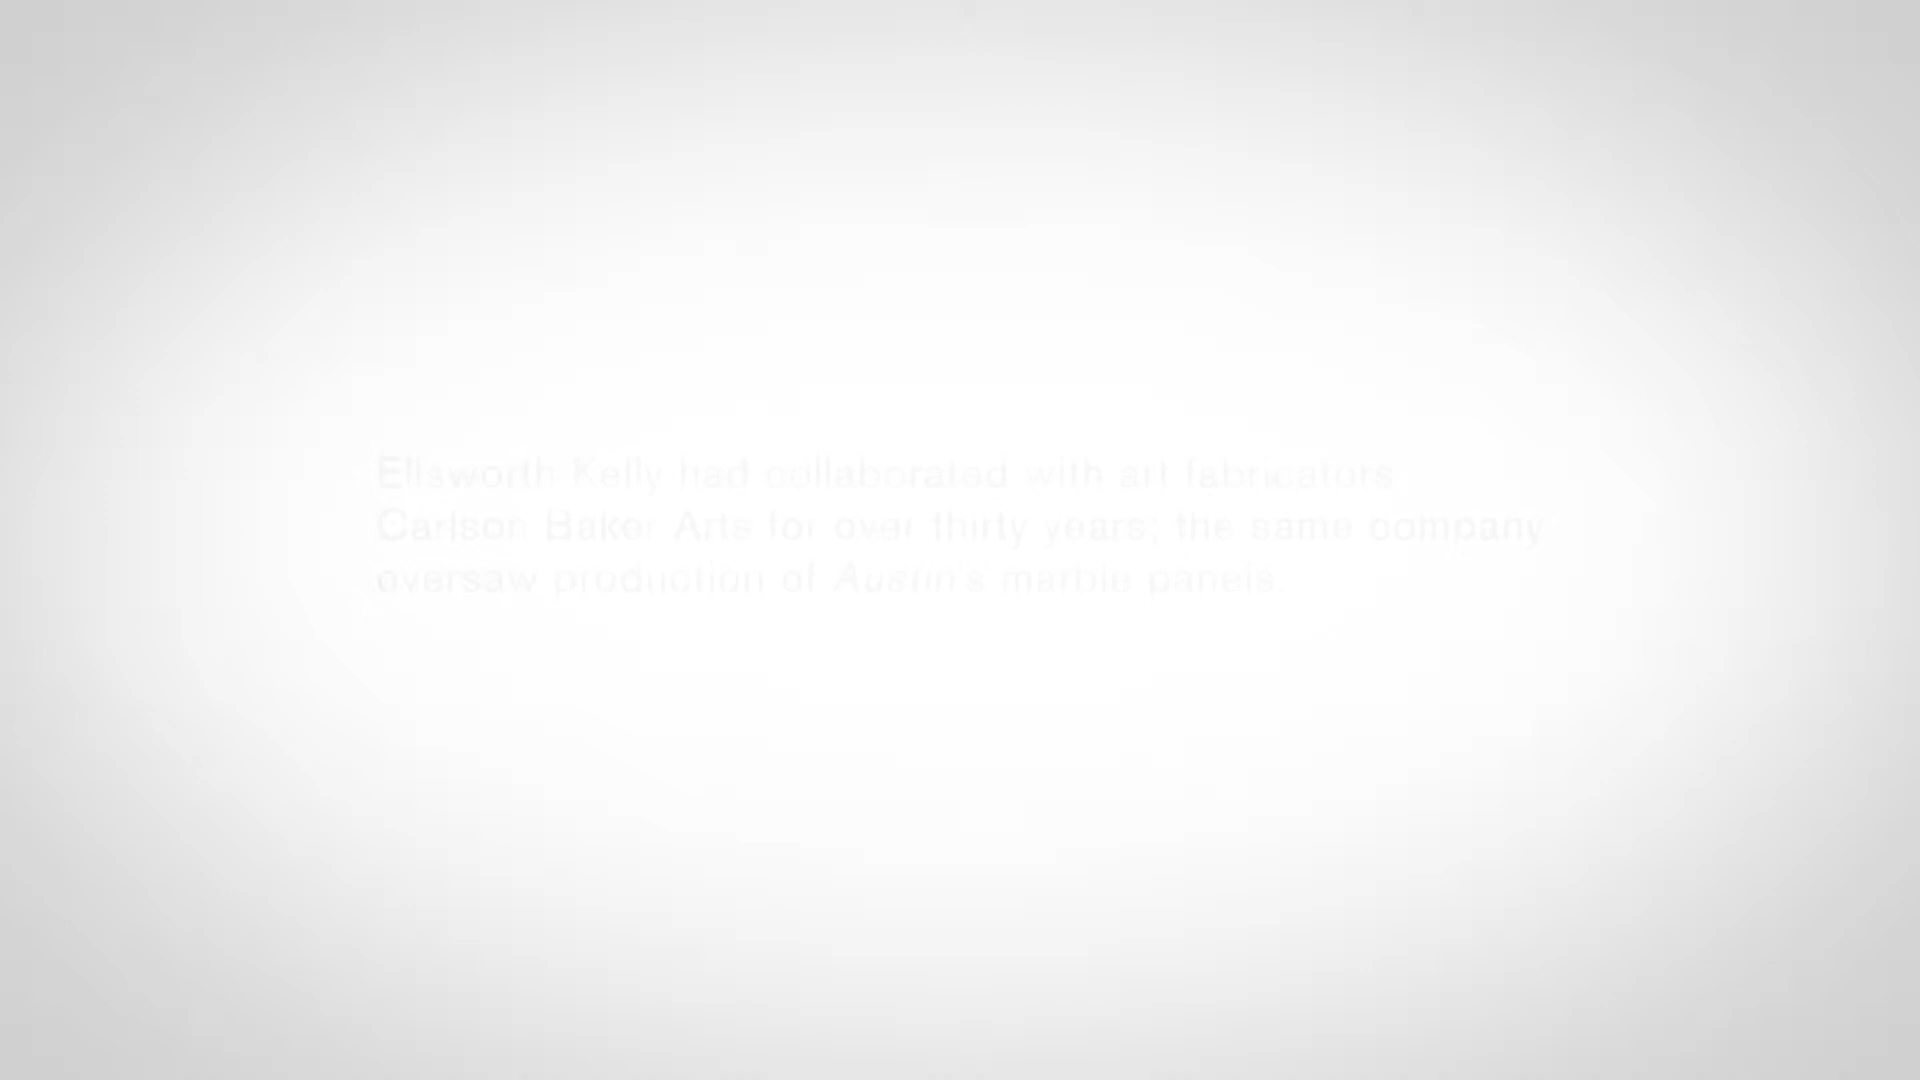 Ellsworth Kelly had collaborated with art fabricators
Carlson Baker Arts for over thirty years; the same company
oversaw production of Austin's marble panels.